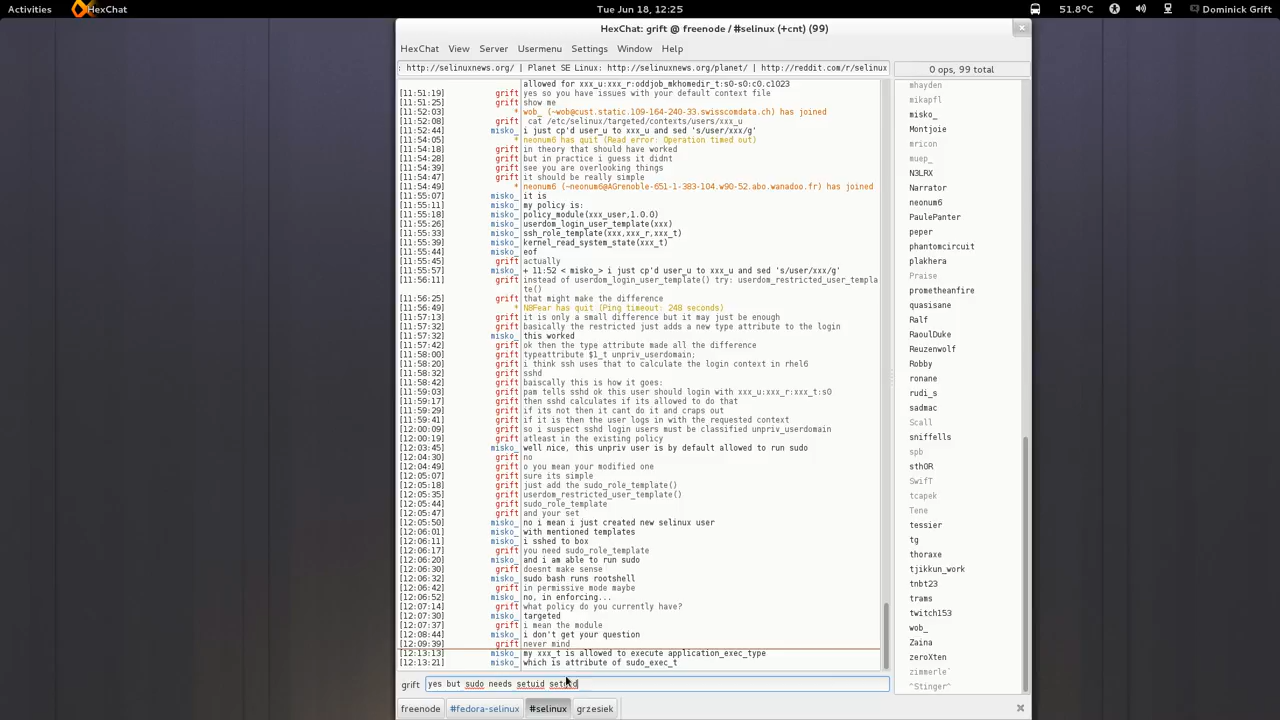 Activities
HexChat
Tue Jun 18, 12:25
51.8°C
Dominick Grift
HexChat: grift @ freenode / #selinux (+cnt) (99)
HexChat View Server Usermenu Settings Window Help
: http://selinuxnews.org/ | Planet SE Linux: http://selinuxnews.org/planet/ | http://reddit.com/r/selinux
0 ops, 99 total
allowed for xxx_u:xxx_r:oddjob_mkhomedir_t:s0-s0:c0.c1023
[11:51:19] grift yes so you have issues with your default context file
[11:51:25] grift show me
[11:52:03] * wob_ (~wob@cust.static.109-164-240-33.swisscomdata.ch) has joined
[11:52:08] grift cat /etc/selinux/targeted/contexts/users/xxx_u
[11:52:44] misko_ i just cp'd user_u to xxx_u and sed 's/user/xxx/g'
[11:54:05] * neonum6 has quit (Read error: Operation timed out)
[11:54:18] grift in theory that should have worked
[11:54:28] grift but in practice i guess it didnt
[11:54:39] grift see you are overlooking things
[11:54:47] grift it should be really simple
[11:54:49] * neonum6 (~neonum6@AGrenoble-651-1-383-104.w90-52.abo.wanadoo.fr) has joined
[11:55:07] misko_ it is
[11:55:11] misko_ my policy is:
[11:55:18] misko_ policy_module(xxx_user,1.0.0)
[11:55:26] misko_ userdom_login_user_template(xxx)
[11:55:33] misko_ ssh_role_template(xxx,xxx_r,xxx_t)
[11:55:39] misko_ kernel_read_system_state(xxx_t)
[11:55:44] misko_ eof
[11:55:45] grift actually
[11:55:57] misko_ + 11:52 < misko_> i just cp'd user_u to xxx_u and sed 's/user/xxx/g'
[11:56:11] grift instead of userdom_login_user_template() try: userdom_restricted_user_templa
te()
[11:56:25] grift that might make the difference
[11:56:49] * N8Fear has quit (Ping timeout: 248 seconds)
[11:57:13] grift it is only a small difference but it may just be enough
[11:57:32] grift basically the restricted just adds a new type attribute to the login
[11:57:32] misko_ this worked
[11:57:42] grift ok then the type attribute made all the difference
[11:58:00] grift typeattribute $1_t unpriv_userdomain;
[11:58:20] grift i think ssh uses that to calculate the login context in rhel6
[11:58:32] grift sshd
[11:58:42] grift baiscally this is how it goes:
[11:59:03] grift pam tells sshd ok this user should login with xxx_u:xxx_r:xxx_t:s0
[11:59:17] grift then sshd calculates if its allowed to do that
[11:59:29] grift if its not then it cant do it and craps out
[11:59:41] grift if it is then the user logs in with the requested context
[12:00:09] grift so i suspect sshd login users must be classified unpriv_userdomain
[12:00:19] grift atleast in the existing policy
[12:03:45] misko_ well nice, this unpriv user is by default allowed to run sudo
[12:04:30] grift no
[12:04:49] grift o you mean your modified one
[12:05:07] grift sure its simple
[12:05:18] grift just add the sudo_role_template()
[12:05:35] grift userdom_restricted_user_template()
[12:05:44] grift sudo_role_template
[12:05:47] grift and your set
[12:05:50] misko_ no i mean i just created new selinux user
[12:06:01] misko_ with mentioned templates
[12:06:11] misko_ i sshed to box
[12:06:17] grift you need sudo_role_template
[12:06:20] misko_ and i am able to run sudo
[12:06:30] grift doesnt make sense
[12:06:32] misko_ sudo bash runs rootshell
[12:06:42] grift in permissive mode maybe
[12:06:52] misko_ no, in enforcing...
[12:07:14] grift what policy do you currently have?
[12:07:30] misko_ targeted
[12:07:37] grift i mean the module
[12:08:44] misko_ i don't get your question
[12:09:39] grift never mind
[12:13:13] misko_ my xxx_t is allowed to execute application_exec_type
[12:13:21] misko_ which is attribute of sudo_exec_t
mhayden
mikapfl
misko_
Montjoie
mricon
muep_
N3LRX
Narrator
neonum6
PaulePanter
peper
phantomcircuit
plakhera
Praise
prometheanfire
quasisane
Ralf
RaoulDuke
Reuzenwolf
Robby
ronane
rudi_s
sadmac
Scall
sniffells
spb
sth0R
SwifT
tcapek
Tene
tessier
tg
thoraxe
tjikkun_work
tnbt23
trams
twitch153
wob_
Zaina
zeroXten
zimmerle`
^Stinger^
grift yes but sudo needs setuid
freenode #fedora-selinux #selinux grzesiek